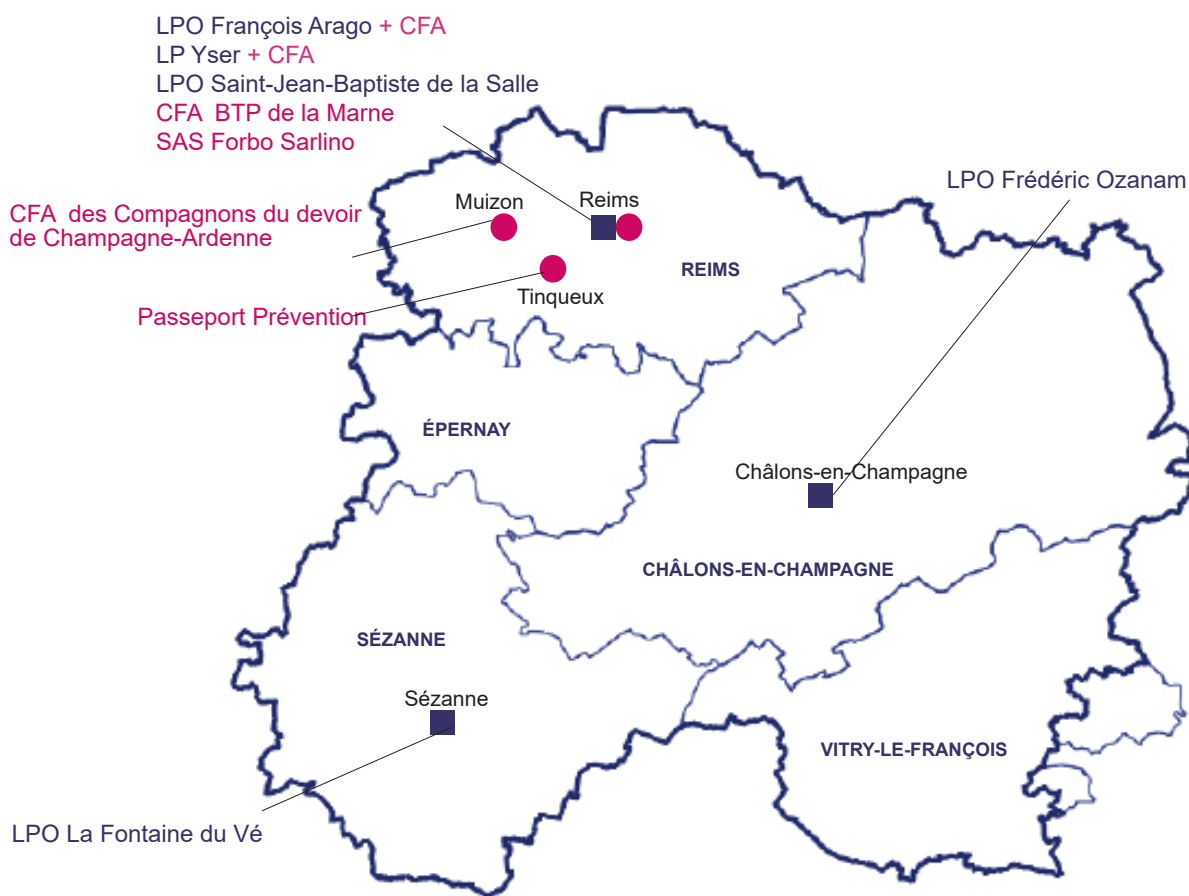 LPO François Arago + CFA
LP Yser + CFA
LPO Saint-Jean-Baptiste de la Salle
CFA BTP de la Marne
SAS Forbo Sarlino
LPO Frédéric Ozanam
CFA des Compagnons du devoir
de Champagne-Ardenne
Muizon
Reims
REIMS
Tinqueux
Passeport Prévention
ÉPERNAY
Châlons-en-Champagne
CHÂLONS-EN-CHAMPAGNE
SÉZANNE
Sézanne
VITRY-LE-FRANÇOIS
LPO La Fontaine du Vé